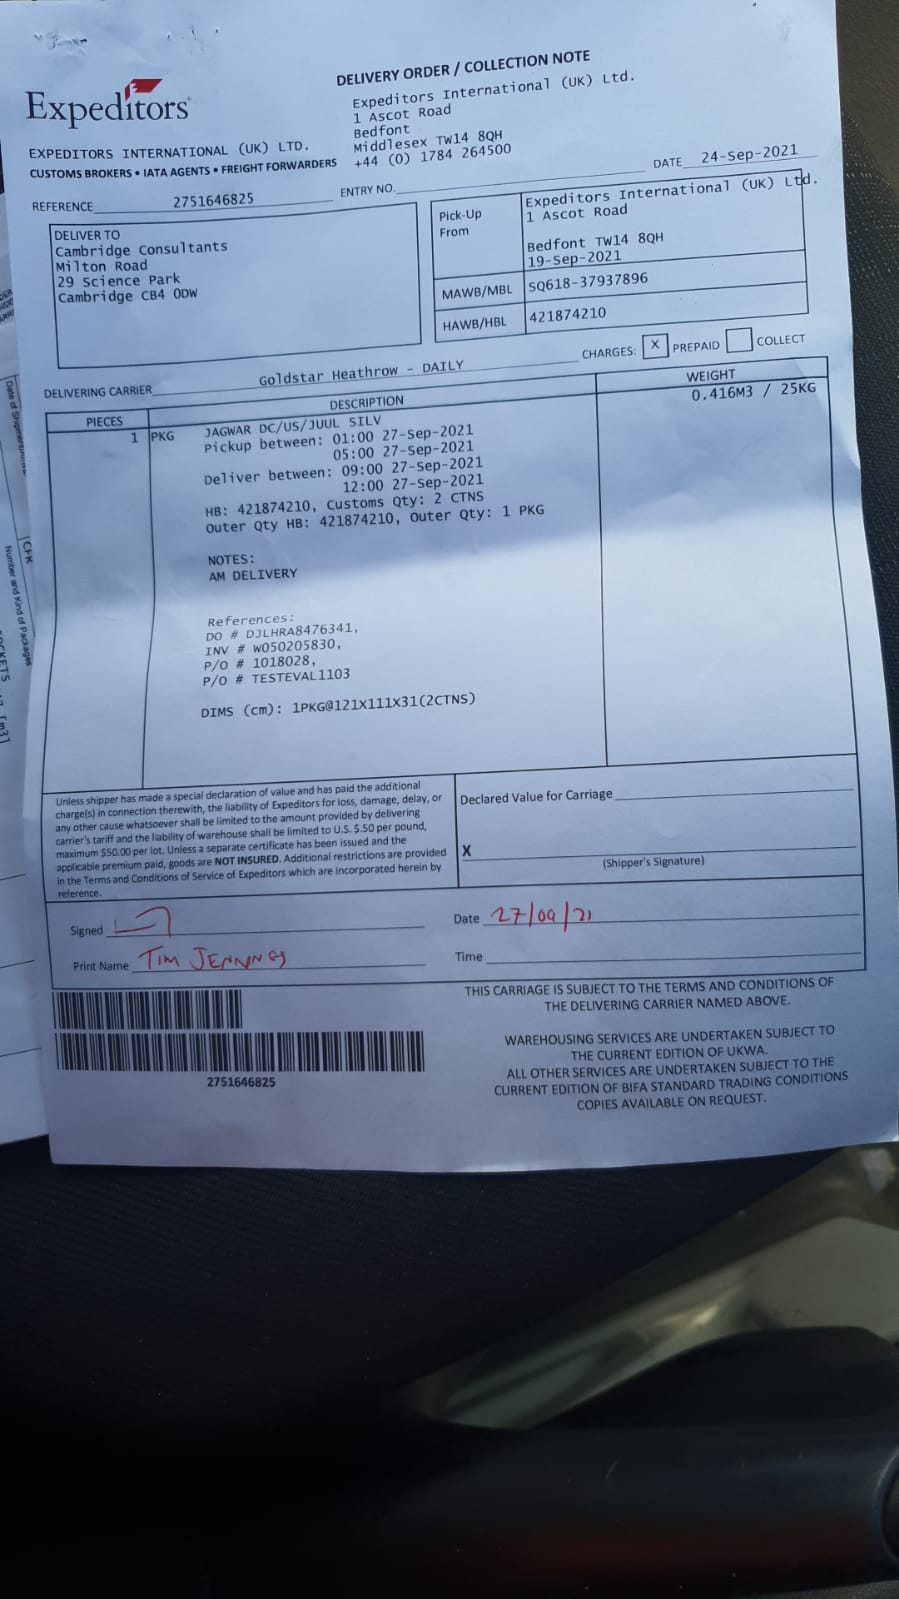 DELIVERY ORDER / COLLECTION NOTE
Expeditors
Expeditors International (UK) Ltd.
1 Ascot Road
Bedfont
Middlesex TW14 8QH
+44 (0) 1784 264500
EXPEDITORS INTERNATIONAL (UK) LTD.
CUSTOMS BROKERS • IATA AGENTS • FREIGHT FORWARDERS
DATE 24-Sep-2021
REFERENCE 2751646825 ENTRY NO.
DELIVER TO
Cambridge Consultants
Milton Road
29 Science Park
Cambridge CB4 0DW
Pick-Up From
Expeditors International (UK) Ltd.
1 Ascot Road
Bedfont TW14 8QH
19-Sep-2021
MAWB/MBL SQ618-37937896
HAWB/HBL 421874210
CHARGES: X PREPAID COLLECT
DELIVERING CARRIER Goldstar Heathrow - DAILY
PIECES DESCRIPTION WEIGHT
1 PKG JAGWAR DC/US/JUUL SILV 0.416M3 / 25KG
Pickup between: 01:00 27-Sep-2021
05:00 27-Sep-2021
Deliver between: 09:00 27-Sep-2021
12:00 27-Sep-2021
HB: 421874210, Customs Qty: 2 CTNS
Outer Qty HB: 421874210, Outer Qty: 1 PKG
NOTES:
AM DELIVERY
References:
DO # DJLHRA8476341,
INV # W050205830,
P/O # 1018028,
P/O # TESTEVAL1103
DIMS (cm): 1PKG@121X111X31(2CTNS)
Unless shipper has made a special declaration of value and has paid the additional
charge(s) in connection therewith, the liability of Expeditors for loss, damage, delay, or
any other cause whatsoever shall be limited to the amount provided by delivering
carrier's tariff and the liability of warehouse shall be limited to U.S. $.50 per pound,
maximum $50.00 per lot. Unless a separate certificate has been issued and the
applicable premium paid, goods are NOT INSURED. Additional restrictions are provided
in the Terms and Conditions of Service of Expeditors which are incorporated herein by
reference.
Declared Value for Carriage
X
(Shipper's Signature)
Signed
Date 27/09/21
Print Name TIM JENNINGS
Time
2751646825
THIS CARRIAGE IS SUBJECT TO THE TERMS AND CONDITIONS OF
THE DELIVERING CARRIER NAMED ABOVE.
WAREHOUSING SERVICES ARE UNDERTAKEN SUBJECT TO
THE CURRENT EDITION OF UKWA.
ALL OTHER SERVICES ARE UNDERTAKEN SUBJECT TO THE
CURRENT EDITION OF BIFA STANDARD TRADING CONDITIONS
COPIES AVAILABLE ON REQUEST.
Date of Shipment
CFK
Number and Kind of Packages